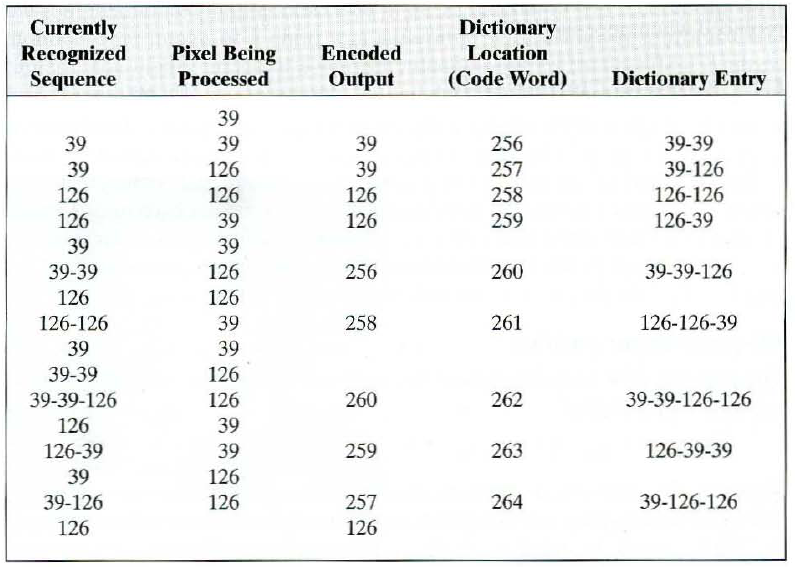 Currently Recognized Sequence | Pixel Being Processed | Encoded Output | Dictionary Location (Code Word) | Dictionary Entry
39
39 39 39 256 39-39
39 126 39 257 39-126
126 126 126 258 126-126
126 39 126 259 126-39
39 39
39-39 126 256 260 39-39-126
126 126
126-126 39 258 261 126-126-39
39 39
39-39 126
39-39-126 126 260 262 39-39-126-126
126 39
126-39 39 259 263 126-39-39
39 126
39-126 126 257 264 39-126-126
126 126